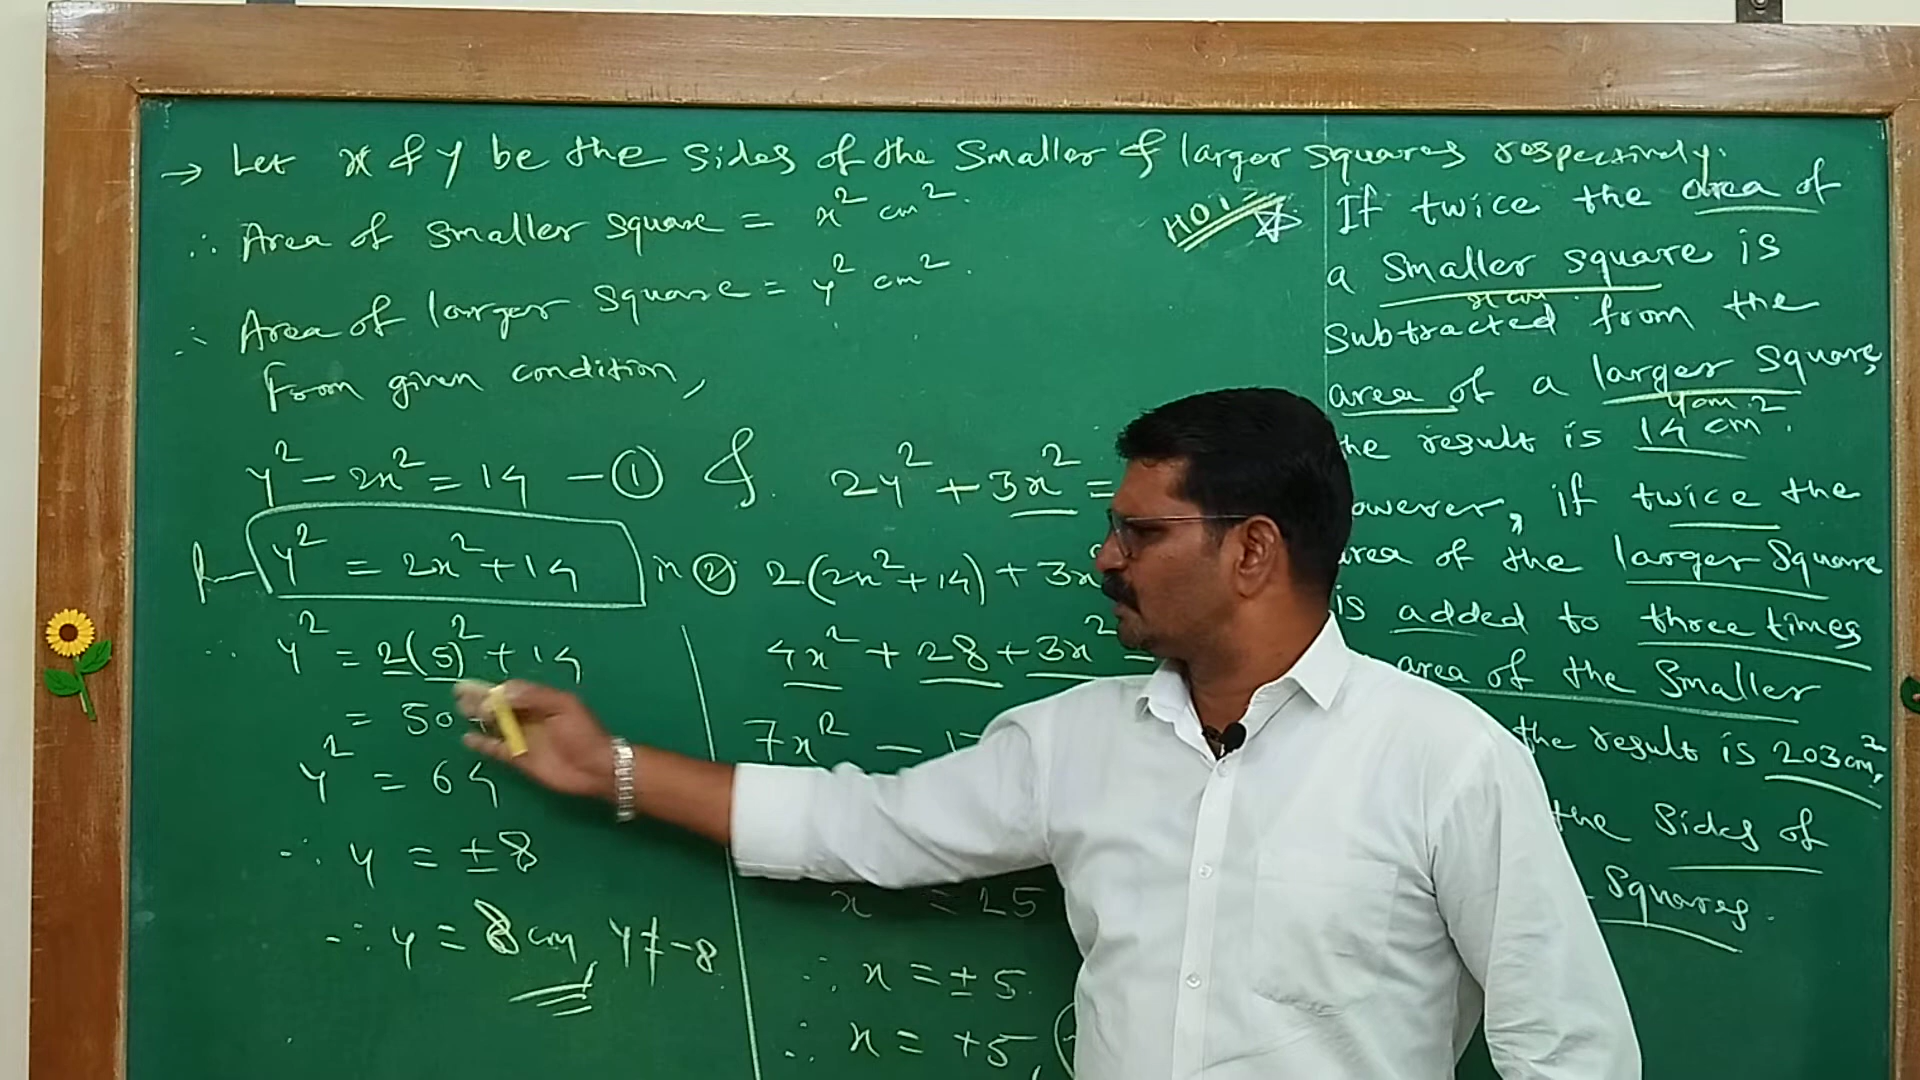 → Let x & y be the sides of the smaller & larger squares respectively.
∴ Area of smaller square = x² cm².
∴ Area of larger square = y² cm².
From given condition,
y² - 2x² = 14 - ① &
y² = 2x² + 14
∴ y² = 2(5)² + 14
= 50
y² = 64
∴ y = ±8
∴ y = 8 cm, y ≠ -8
2y² + 3x² =
in ② 2(2x² + 14) + 3x
4x² + 28 + 3x² =
7x² -
x = 25
∴ x = ±5
∴ x = +5,
HOT
If twice the area of
a smaller square is
x cm
subtracted from the
area of a larger square,
y cm
the result is 14 cm².
However, if twice the
area of the larger square
is added to three times
area of the smaller
the result is 203 cm²,
the sides of
squares.